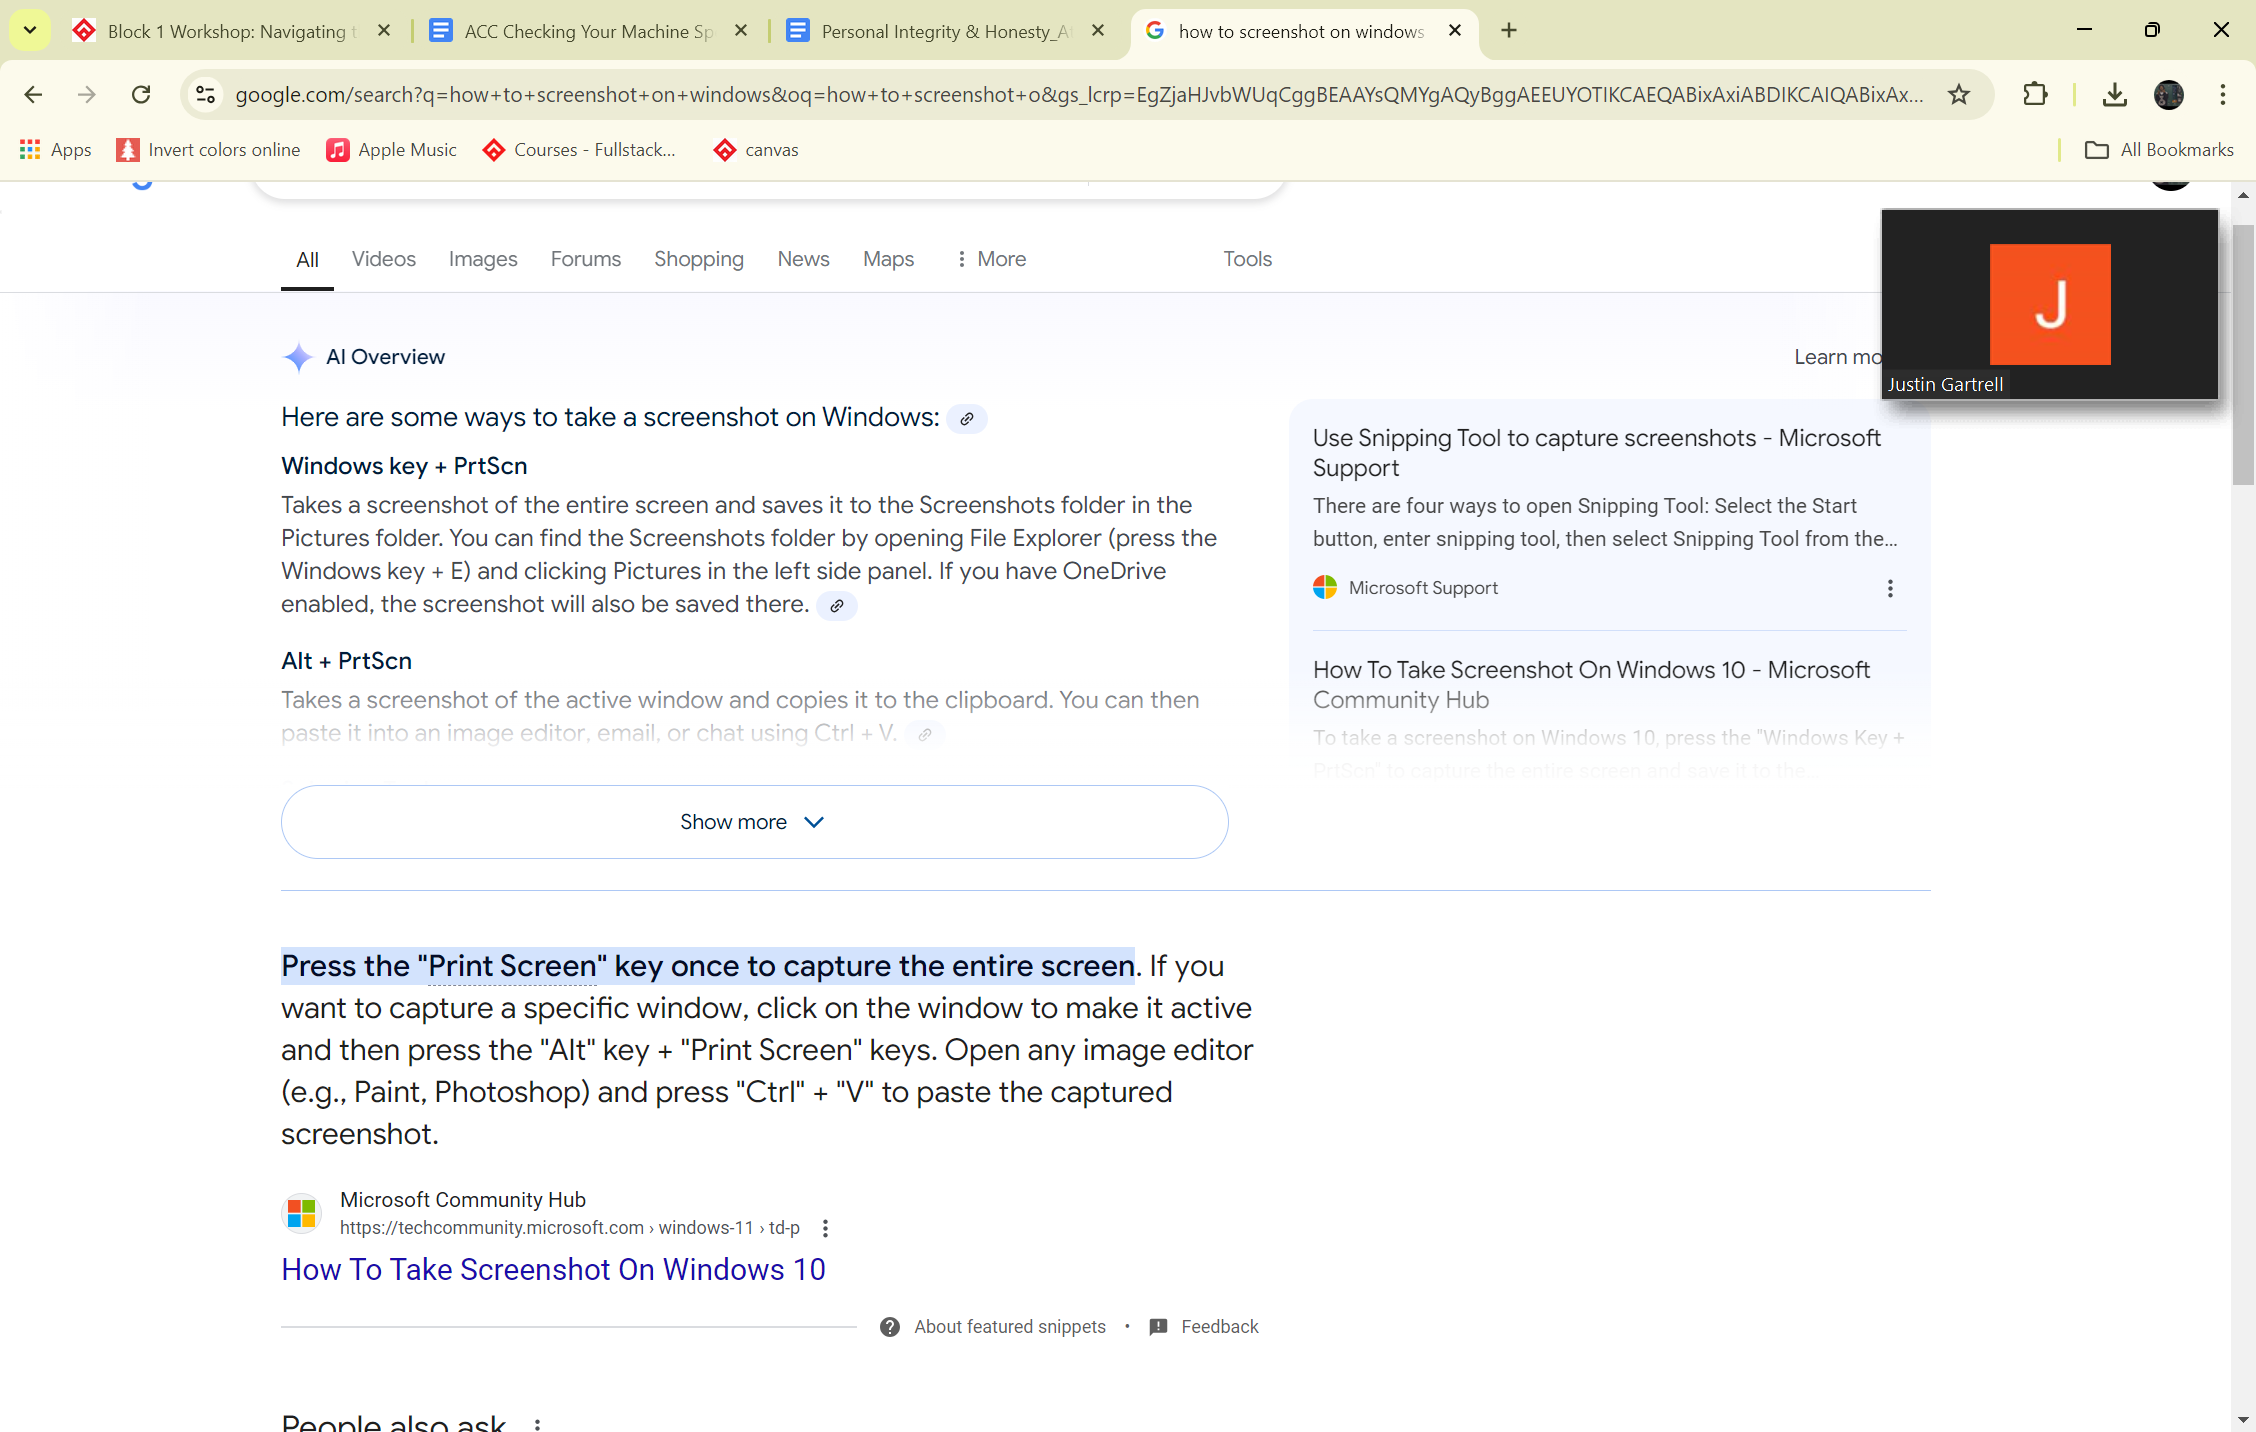 Block 1 Workshop: Navigating t
ACC Checking Your Machine Sp
Personal Integrity & Honesty_A
how to screenshot on windows
google.com/search?q=how+to+screenshot+on+windows&oq=how+to+screenshot+o&gs_lcrp=EgZjaHJvbWUqCggBEAAYsQMYgAQyBggAEEUYOTIKCAEQABixAxiABDIKCAIQABixAx...
Apps
Invert colors online
Apple Music
Courses - Fullstack...
canvas
All Bookmarks
All
Videos
Images
Forums
Shopping
News
Maps
More
Tools
J
Justin Gartrell
AI Overview
Learn mo
Here are some ways to take a screenshot on Windows:
Windows key + PrtScn
Takes a screenshot of the entire screen and saves it to the Screenshots folder in the
Pictures folder. You can find the Screenshots folder by opening File Explorer (press the
Windows key + E) and clicking Pictures in the left side panel. If you have OneDrive
enabled, the screenshot will also be saved there.
Alt + PrtScn
Takes a screenshot of the active window and copies it to the clipboard. You can then
paste it into an image editor, email, or chat using Ctrl + V.
Show more
Use Snipping Tool to capture screenshots - Microsoft
Support
There are four ways to open Snipping Tool: Select the Start
button, enter snipping tool, then select Snipping Tool from the...
Microsoft Support
How To Take Screenshot On Windows 10 - Microsoft
Community Hub
To take a screenshot on Windows 10, press the "Windows Key +
PrtScn" to capture the entire screen and save it to the...
Press the "Print Screen" key once to capture the entire screen. If you
want to capture a specific window, click on the window to make it active
and then press the "Alt" key + "Print Screen" keys. Open any image editor
(e.g., Paint, Photoshop) and press "Ctrl" + "V" to paste the captured
screenshot.
Microsoft Community Hub
https://techcommunity.microsoft.com › windows-11 › td-p
How To Take Screenshot On Windows 10
About featured snippets
•
Feedback
People also ask